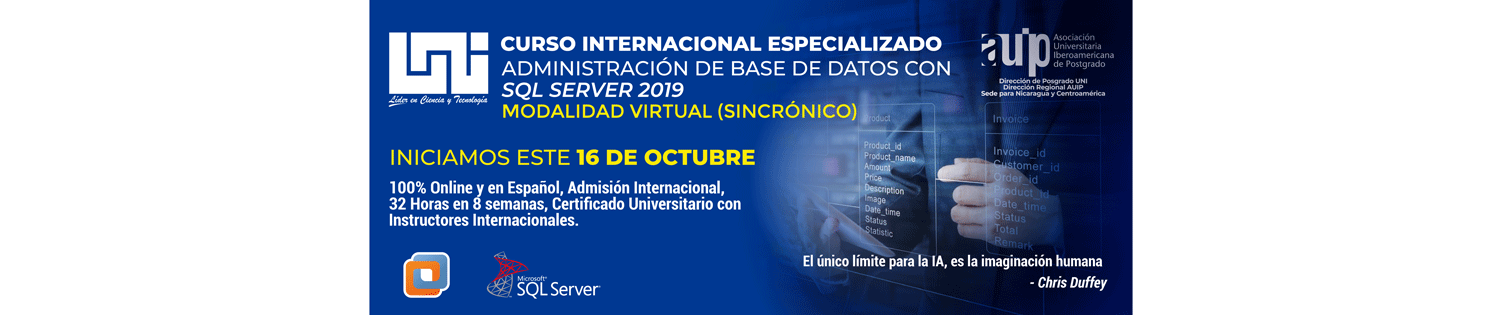 UNI
Líder en Ciencia y Tecnología
CURSO INTERNACIONAL ESPECIALIZADO
ADMINISTRACIÓN DE BASE DE DATOS CON
SQL SERVER 2019
MODALIDAD VIRTUAL (SINCRÓNICO)
auip
Asociación
Universitaria
Iberoamericana
de Postgrado
Dirección de Posgrado UNI
Dirección Regional AUIP
Sede para Nicaragua y Centroamérica
INICIAMOS ESTE 16 DE OCTUBRE
100% Online y en Español, Admisión Internacional,
32 Horas en 8 semanas, Certificado Universitario con
Instructores Internacionales.
Product
Product_id
Product_name
Amount
Price
Description
Image
Date_time
Status
Statistic
Invoice
Invoice_id
Customer_id
Order_id
Product_id
Date_time
Status
Total
Remark
Microsoft®
SQL Server®
El único límite para la IA, es la imaginación humana
- Chris Duffey